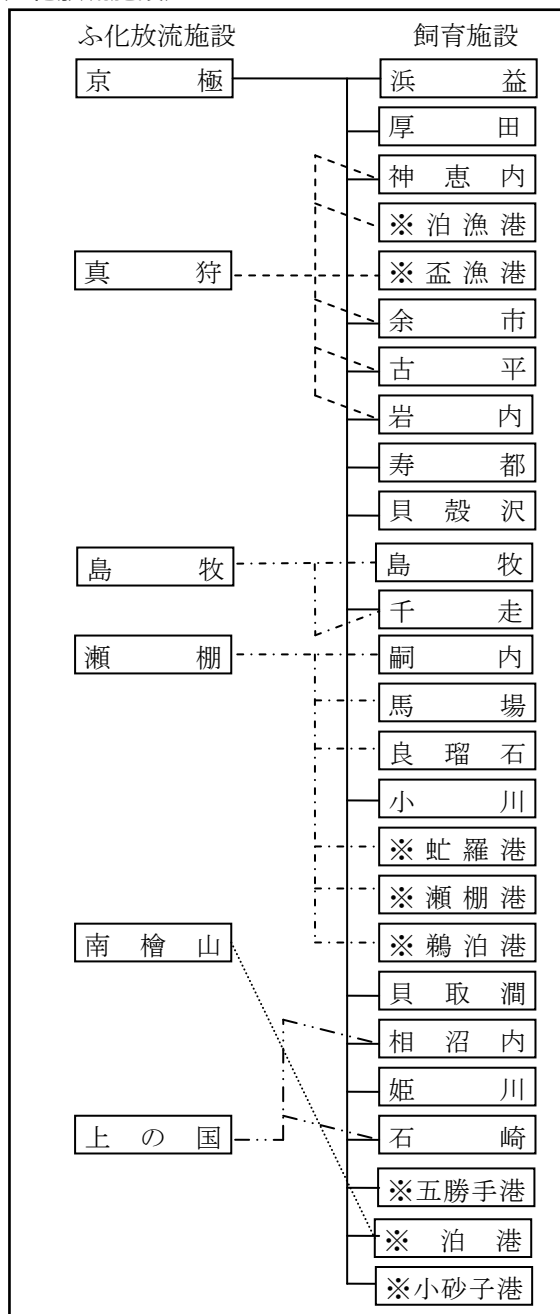 ふ化放流施設 飼育施設
京極 浜益
厚田
神恵内
※泊漁港
真狩 ※盃漁港
余市
古平
岩内
寿都
貝殻沢
島牧 島牧
千走
瀬棚 嗣内
馬場
良瑠石
小川
※虻羅港
※瀬棚港
南檜山 ※鵜泊港
貝取澗
相沼内
姫川
上の国 石崎
※五勝手港
※泊港
※小砂子港